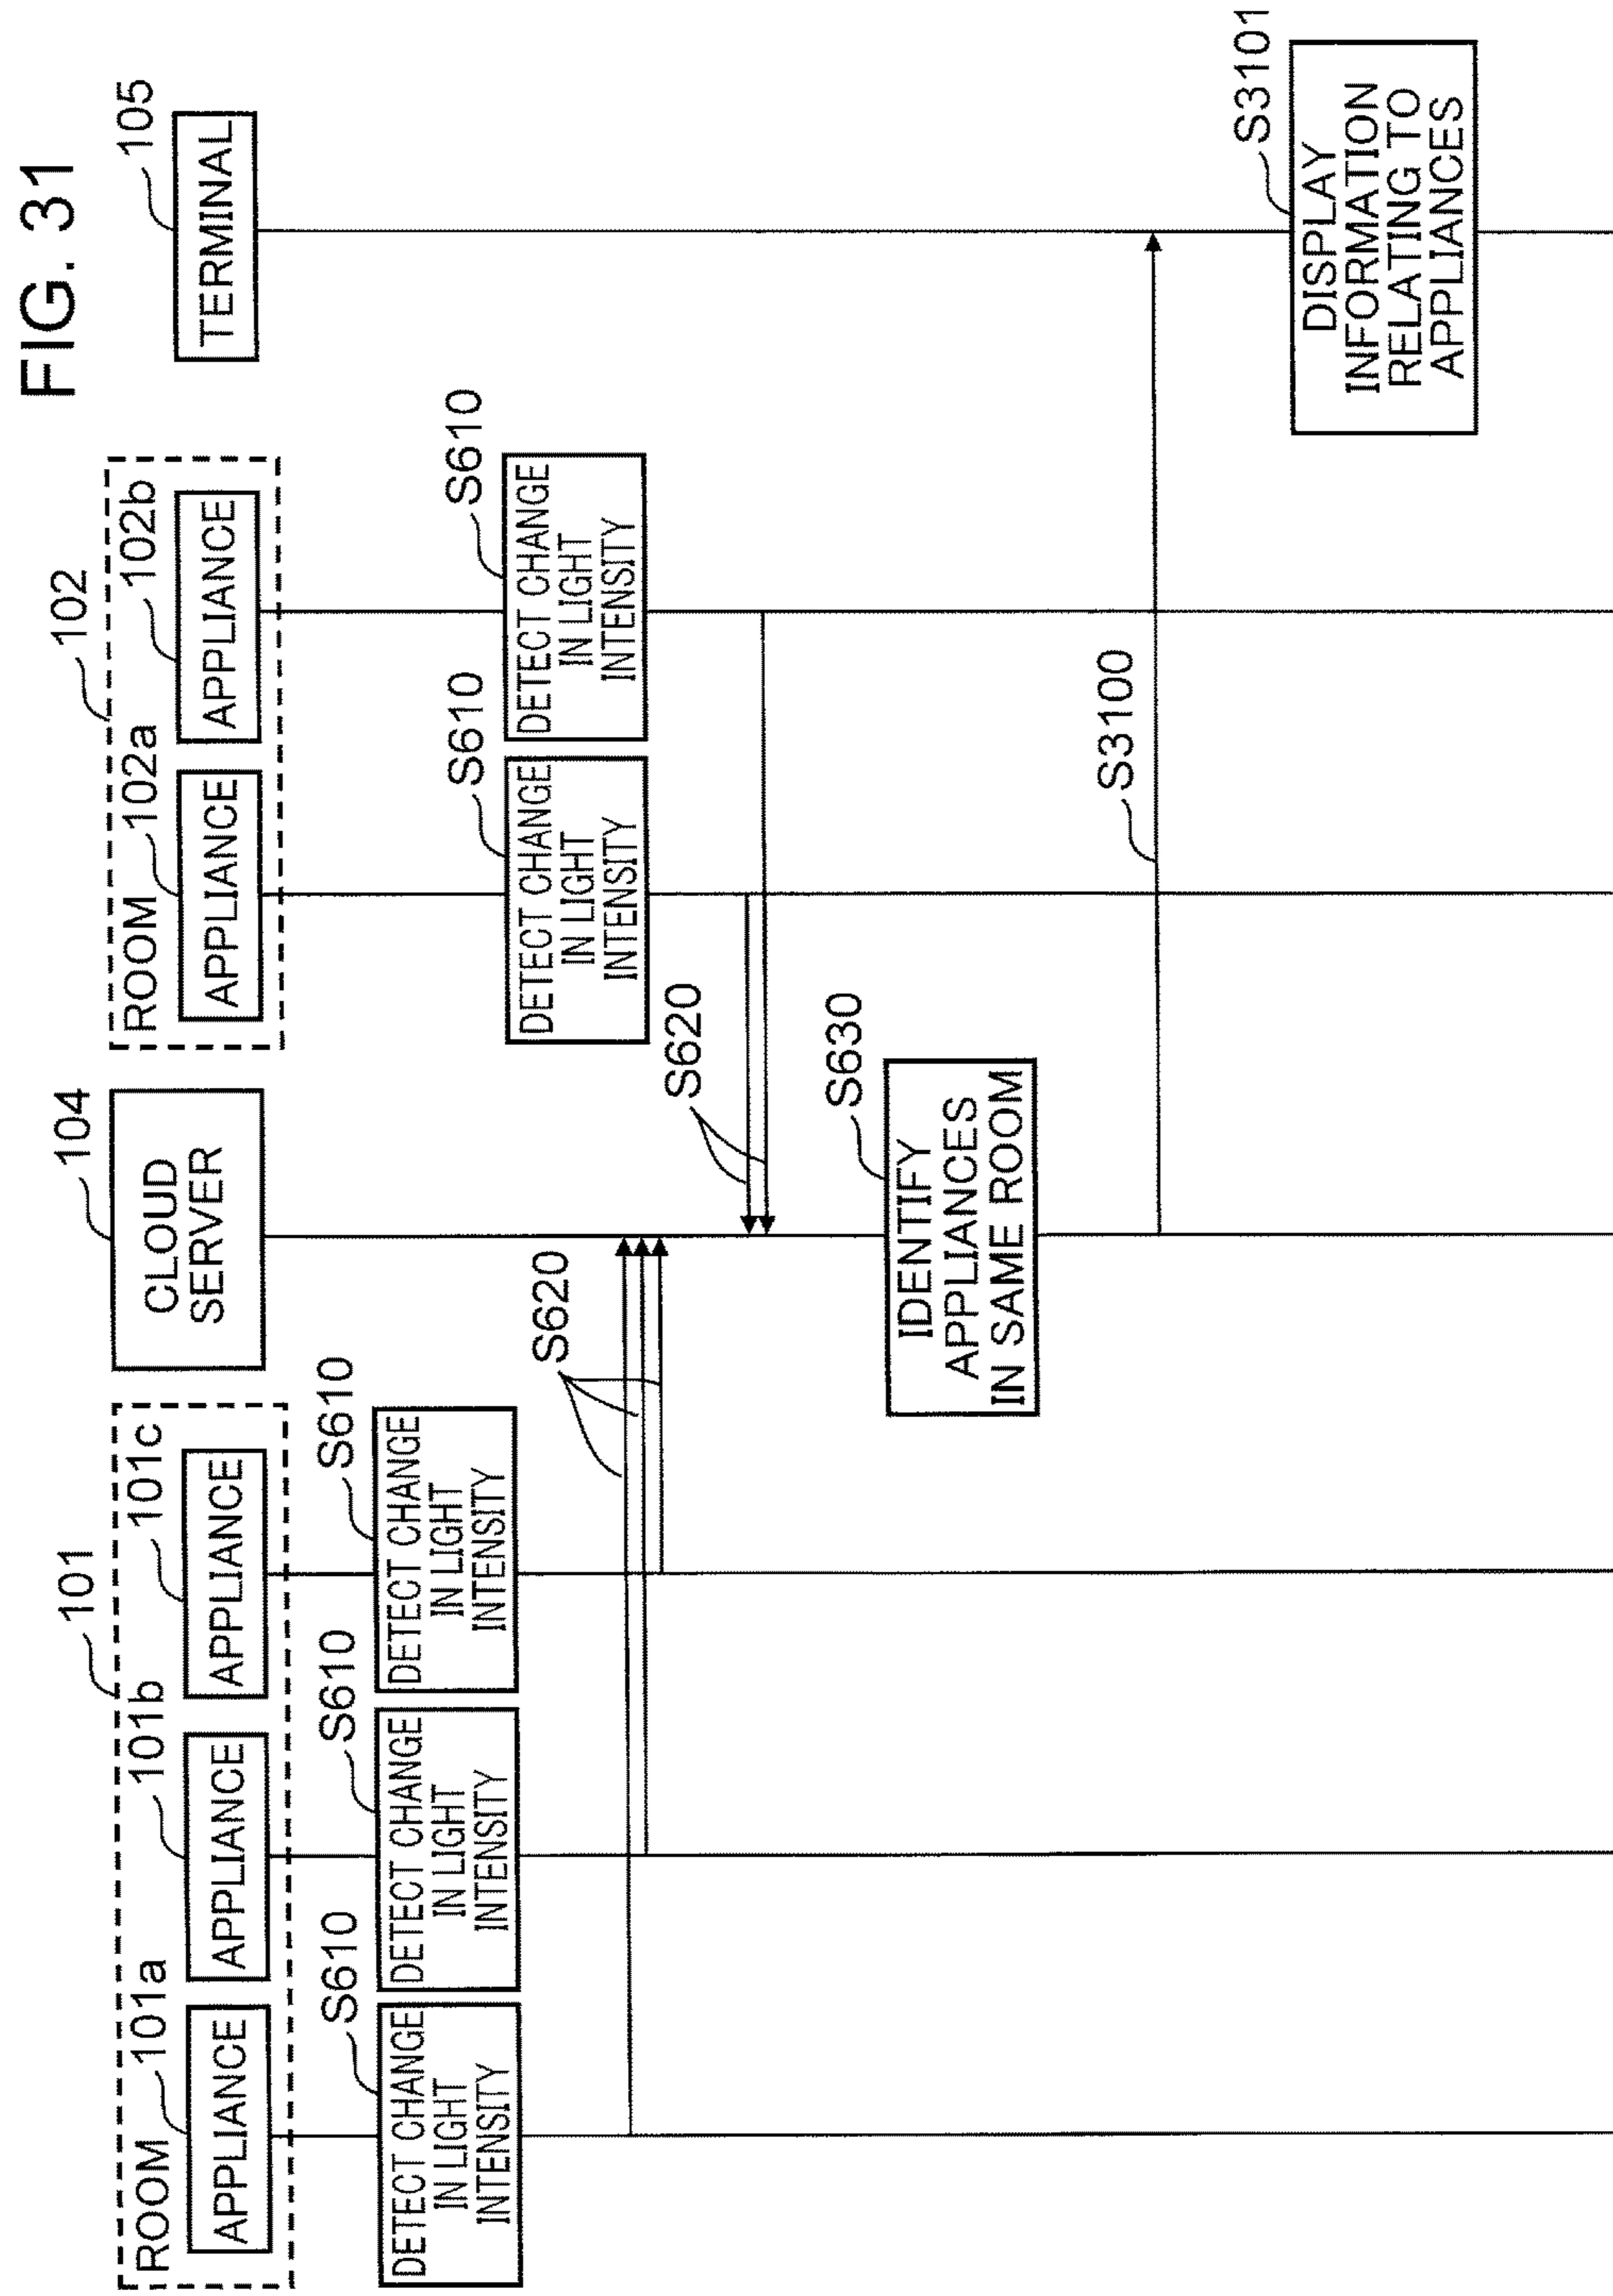 FIG. 31
101
102
104
105
ROOM
101a
101b
101c
CLOUD
SERVER
ROOM
102a
102b
TERMINAL
APPLIANCE
APPLIANCE
APPLIANCE
APPLIANCE
APPLIANCE
S610
DETECT CHANGE
IN LIGHT
INTENSITY
S610
DETECT CHANGE
IN LIGHT
INTENSITY
S610
DETECT CHANGE
IN LIGHT
INTENSITY
S610
DETECT CHANGE
IN LIGHT
INTENSITY
S610
DETECT CHANGE
IN LIGHT
INTENSITY
S620
S620
S630
IDENTIFY
APPLIANCES
IN SAME ROOM
S3100
S3101
DISPLAY
INFORMATION
RELATING TO
APPLIANCES